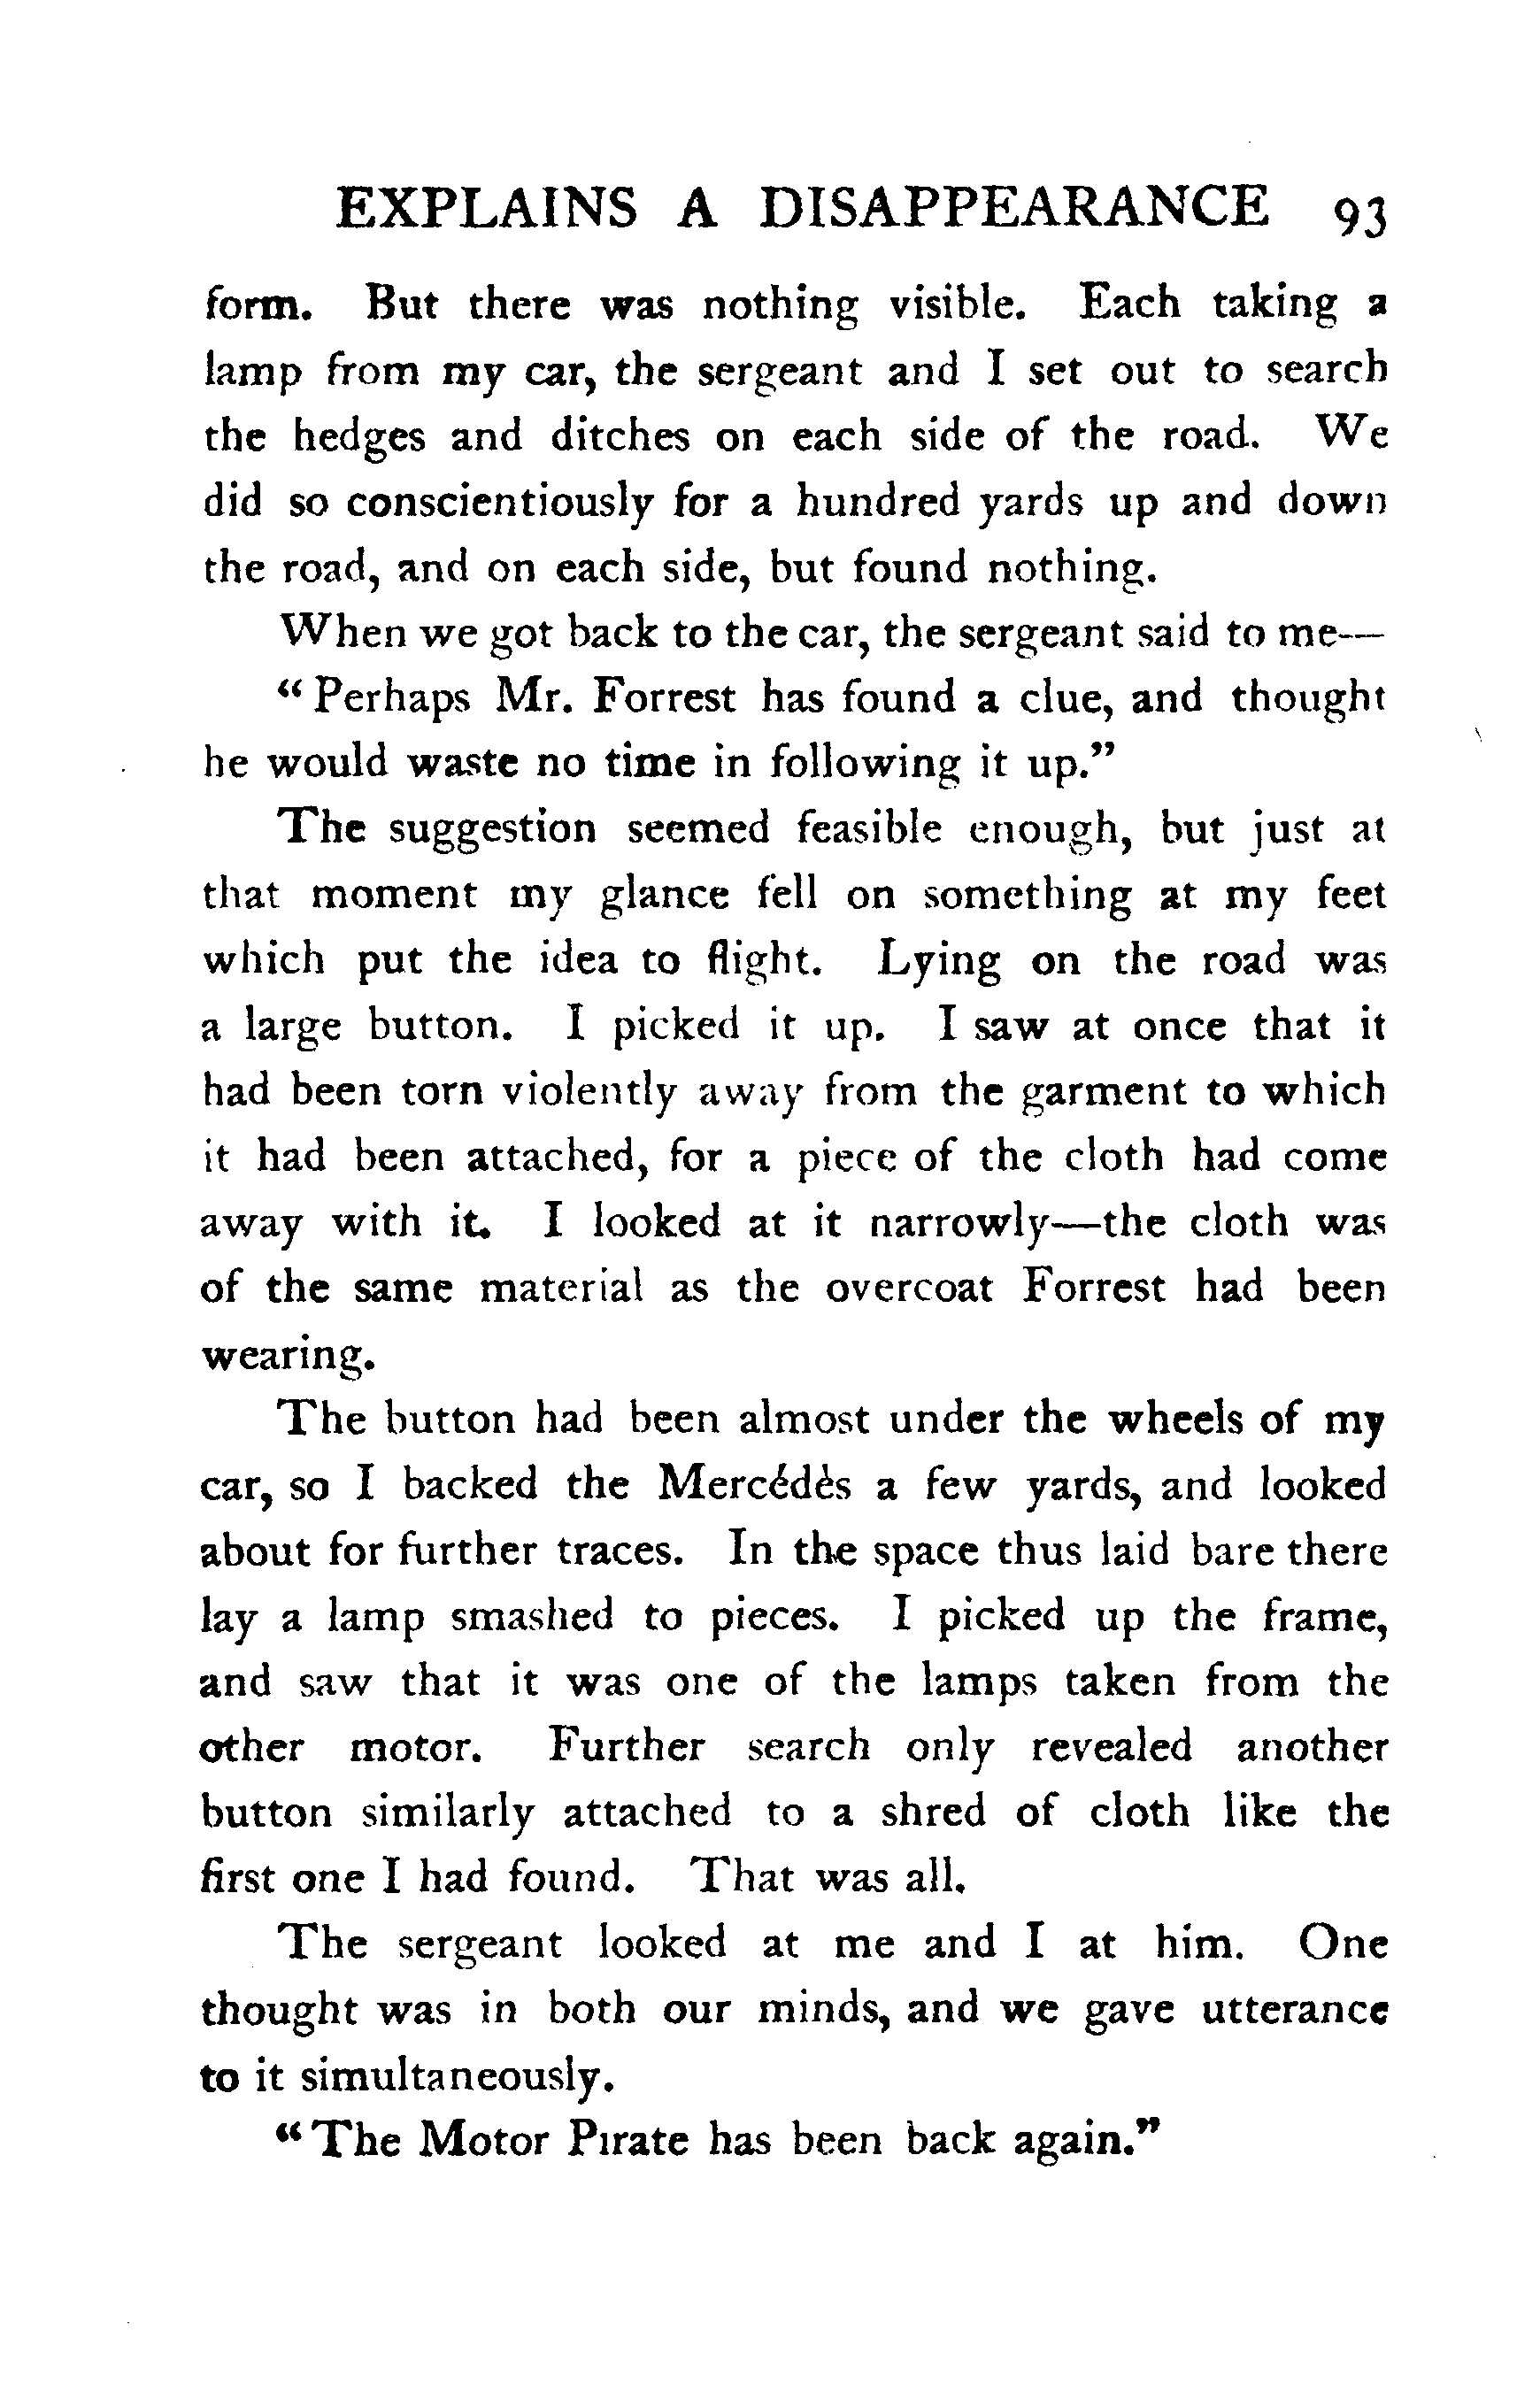 EXPLAINS A DISAPPEARANCE 93
form. But there was nothing visible. Each taking a
lamp from my car, the sergeant and I set out to search
the hedges and ditches on each side of the road. We
did so conscientiously for a hundred yards up and down
the road, and on each side, but found nothing.
When we got back to the car, the sergeant said to me—
“Perhaps Mr. Forrest has found a clue, and thought
he would waste no time in following it up.”
The suggestion seemed feasible enough, but just at
that moment my glance fell on something at my feet
which put the idea to flight. Lying on the road was
a large button. I picked it up. I saw at once that it
had been torn violently away from the garment to which
it had been attached, for a piece of the cloth had come
away with it. I looked at it narrowly—the cloth was
of the same material as the overcoat Forrest had been
wearing.
The button had been almost under the wheels of my
car, so I backed the Mercédès a few yards, and looked
about for further traces. In the space thus laid bare there
lay a lamp smashed to pieces. I picked up the frame,
and saw that it was one of the lamps taken from the
other motor. Further search only revealed another
button similarly attached to a shred of cloth like the
first one I had found. That was all.
The sergeant looked at me and I at him. One
thought was in both our minds, and we gave utterance
to it simultaneously.
“The Motor Pirate has been back again.”